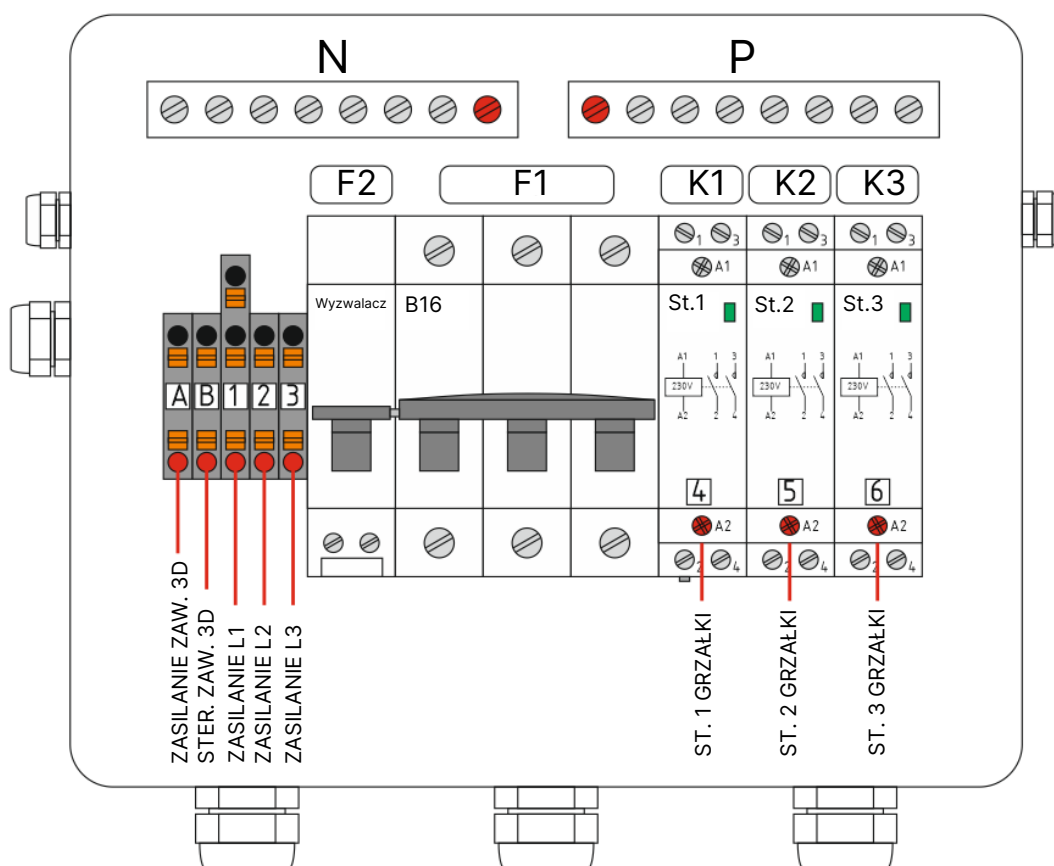 N
P
F2
F1
K1
K2
K3
1 3
1 3
1 3
A1
A1
A1
Wyzwalacz
B16
St.1
St.2
St.3
A1 1 3
A1 1 3
A1 1 3
230V
230V
230V
A2 2 4
A2 2 4
A2 2 4
A B 1 2 3
4
5
6
A2
A2
A2
2 4
2 4
2 4
ZASILANIE ZAW. 3D
STER. ZAW. 3D
ZASILANIE L1
ZASILANIE L2
ZASILANIE L3
ST. 1 GRZAŁKI
ST. 2 GRZAŁKI
ST. 3 GRZAŁKI